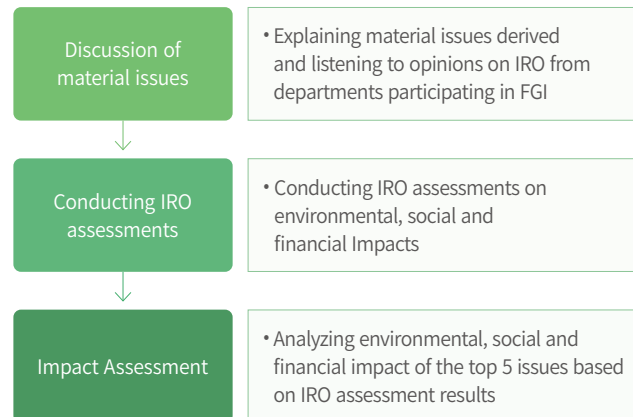 Discussion of
material issues
• Explaining material issues derived
and listening to opinions on IRO from
departments participating in FGI
Conducting IRO
assessments
• Conducting IRO assessments on
environmental, social and
financial Impacts
Impact Assessment
• Analyzing environmental, social and
financial impact of the top 5 issues based
on IRO assessment results